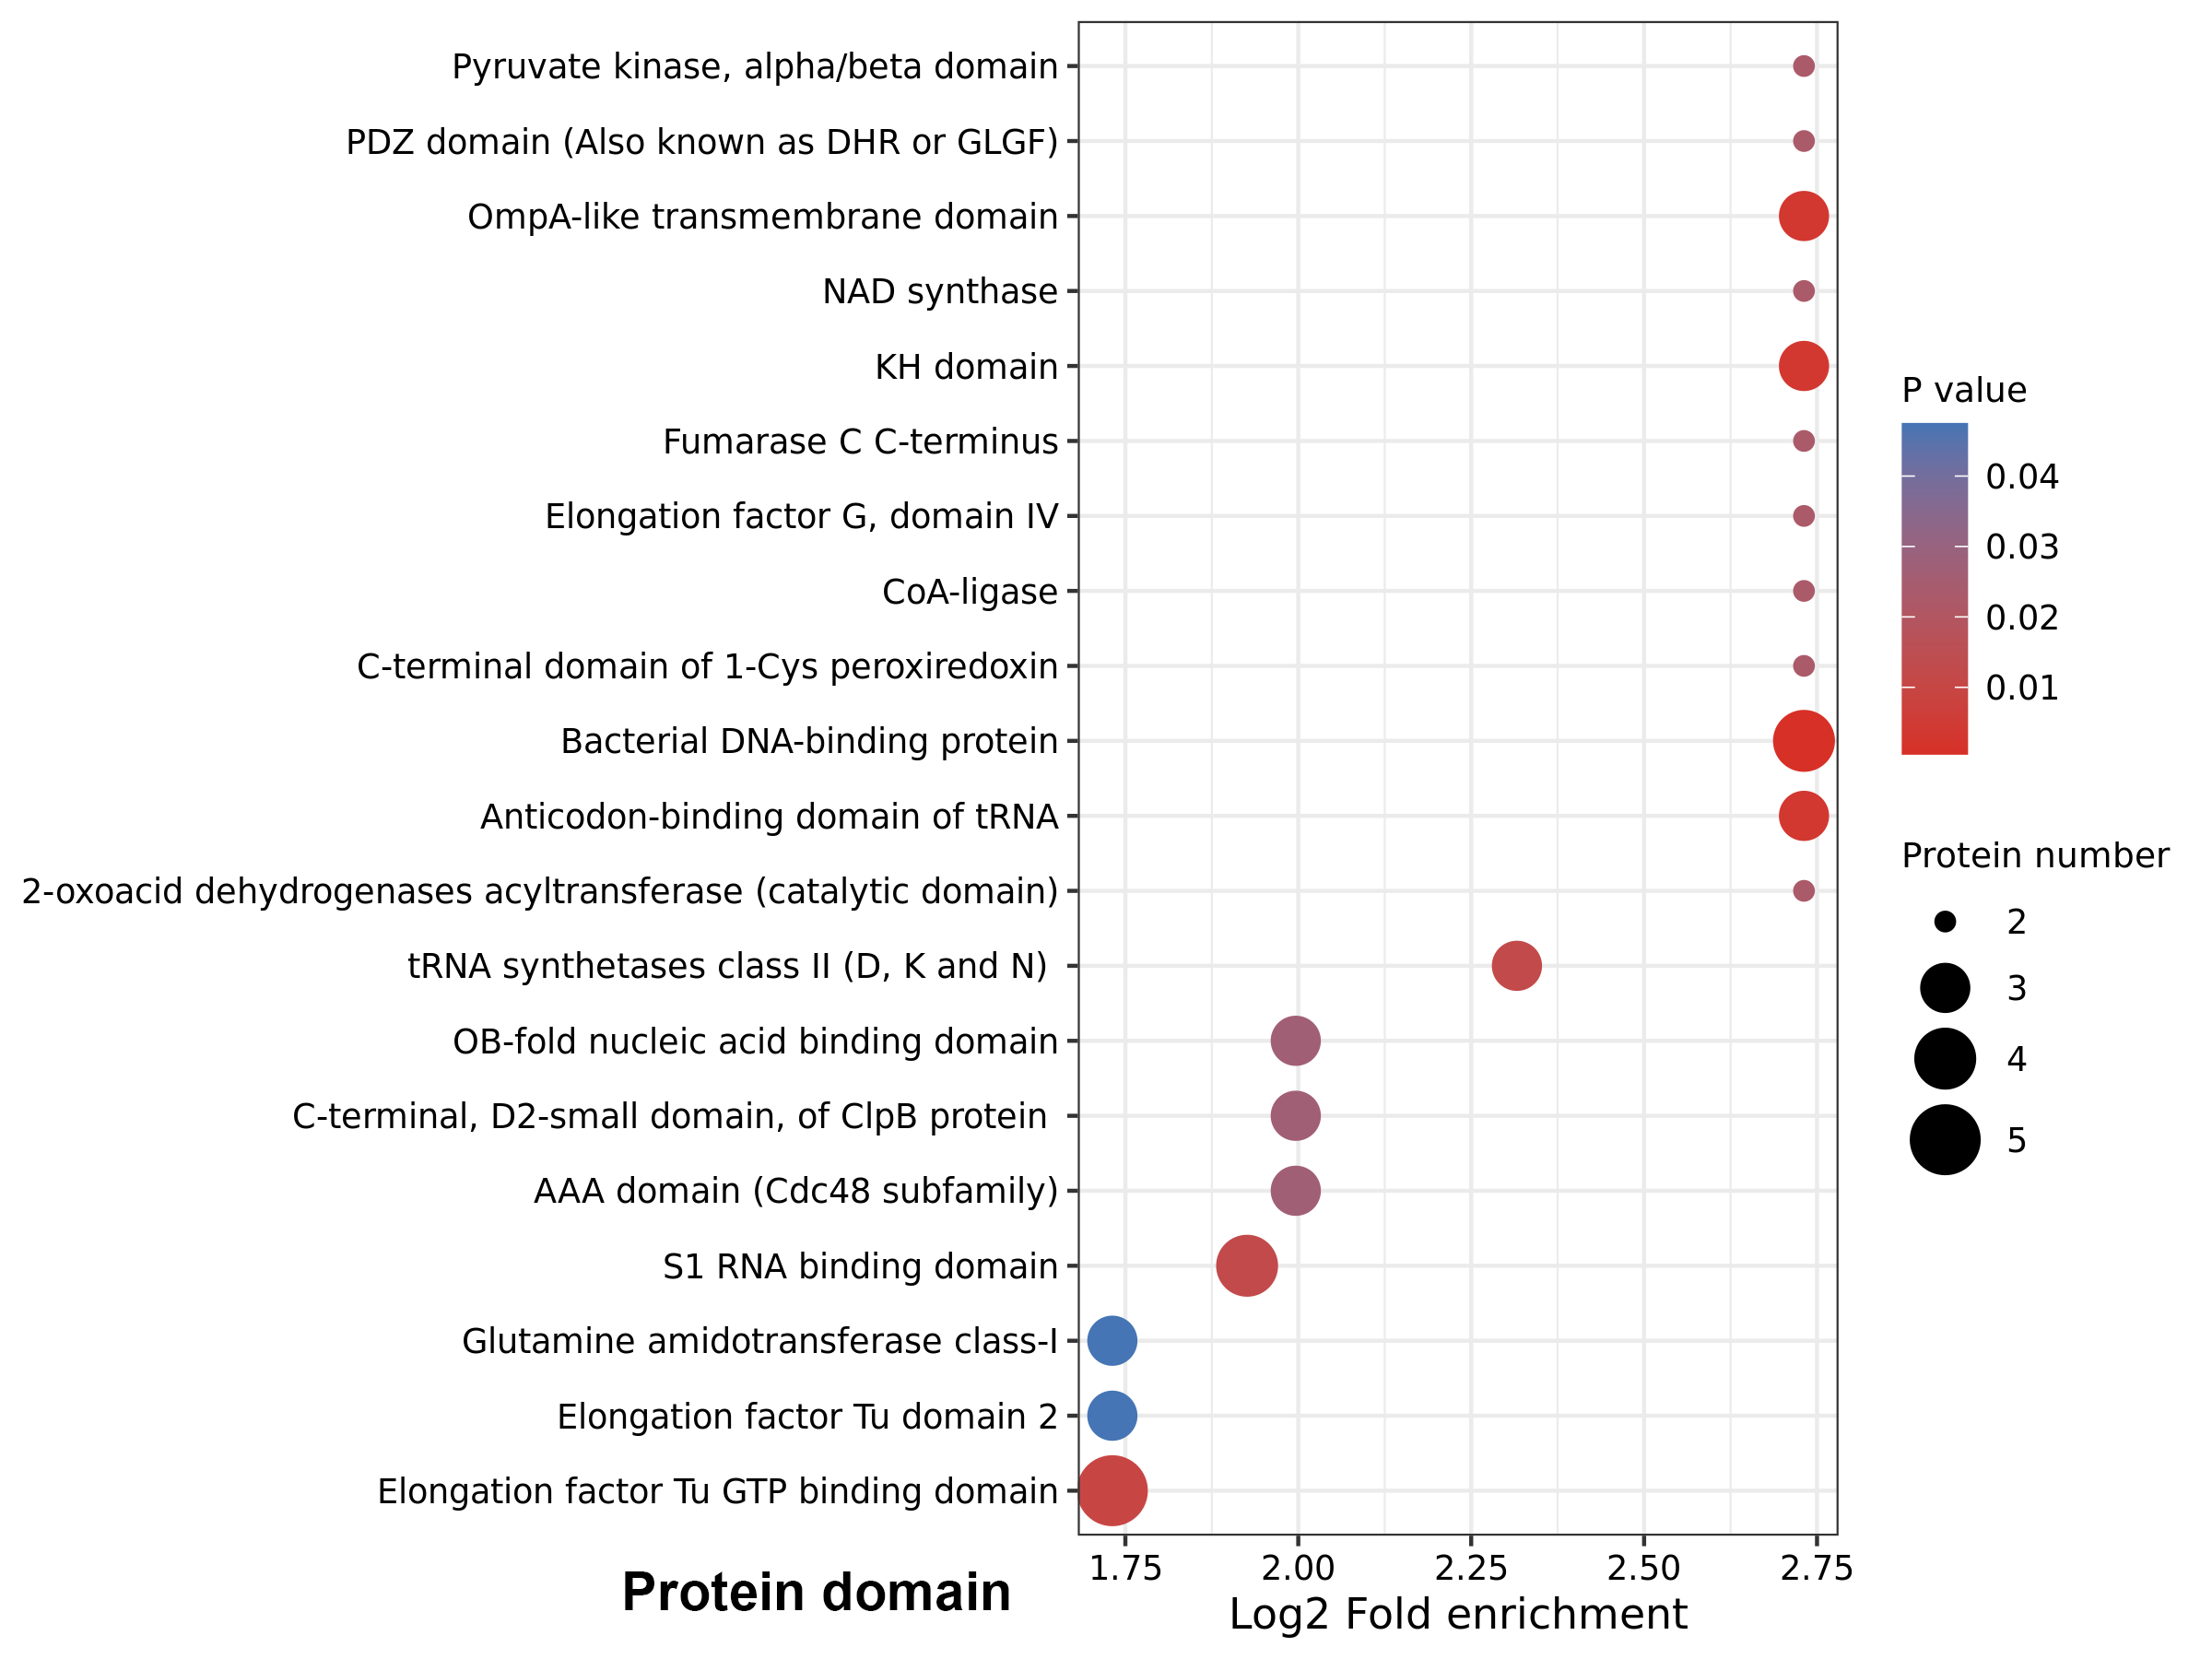 Pyruvate kinase, alpha/beta domain
PDZ domain (Also known as DHR or GLGF)
OmpA-like transmembrane domain
NAD synthase
KH domain
Fumarase C C-terminus
Elongation factor G, domain IV
CoA-ligase
C-terminal domain of 1-Cys peroxiredoxin
Bacterial DNA-binding protein
Anticodon-binding domain of tRNA
2-oxoacid dehydrogenases acyltransferase (catalytic domain)
tRNA synthetases class II (D, K and N)
OB-fold nucleic acid binding domain
C-terminal, D2-small domain, of ClpB protein
AAA domain (Cdc48 subfamily)
S1 RNA binding domain
Glutamine amidotransferase class-I
Elongation factor Tu domain 2
Elongation factor Tu GTP binding domain
1.75 2.00 2.25 2.50 2.75
Log2 Fold enrichment
Protein domain
P value
0.04
0.03
0.02
0.01
Protein number
2
3
4
5